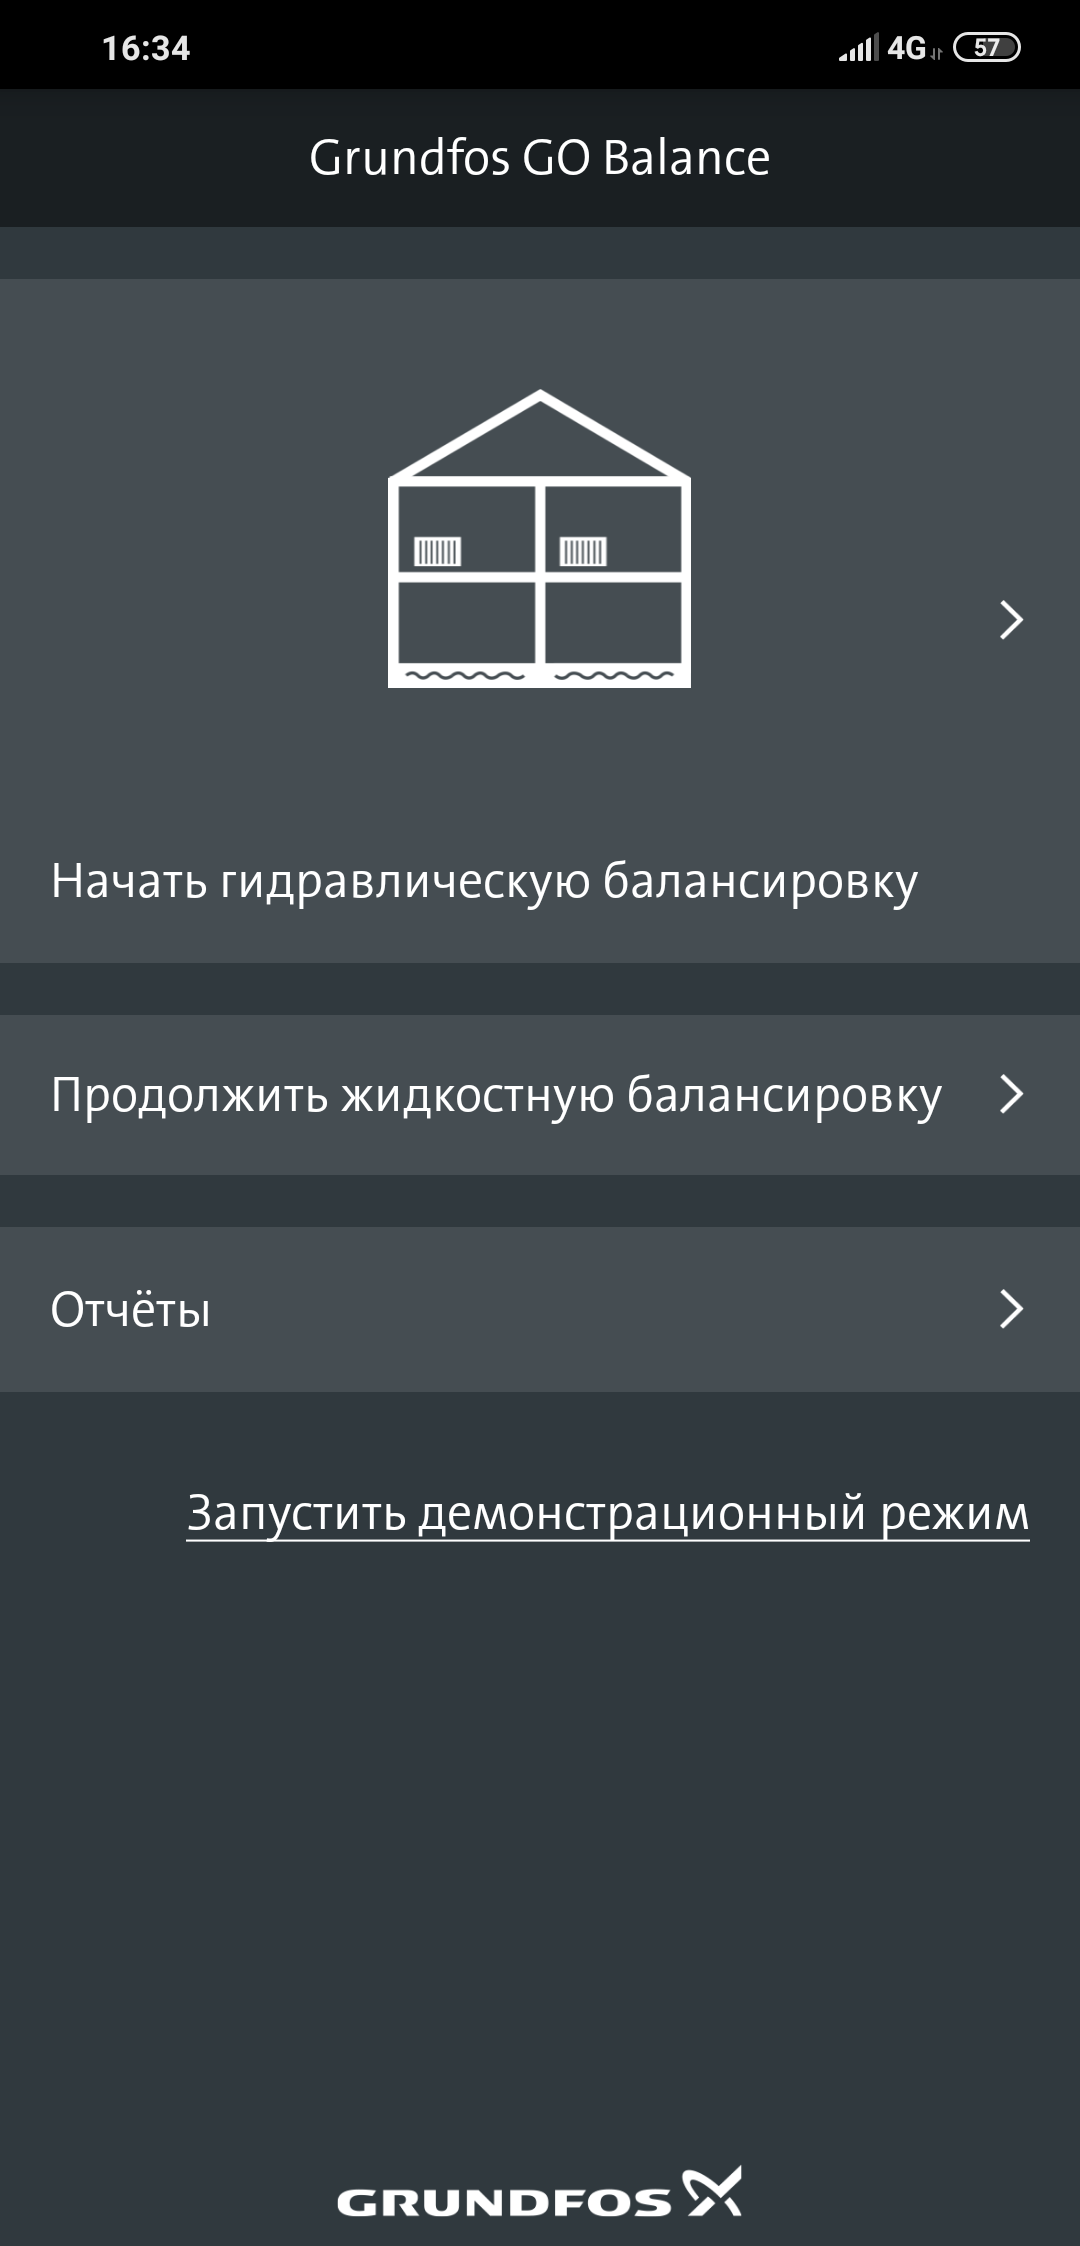 16:34
4G 57
Grundfos GO Balance
Начать гидравлическую балансировку
Продолжить жидкостную балансировку
Отчёты
Запустить демонстрационный режим
GRUNDFOS